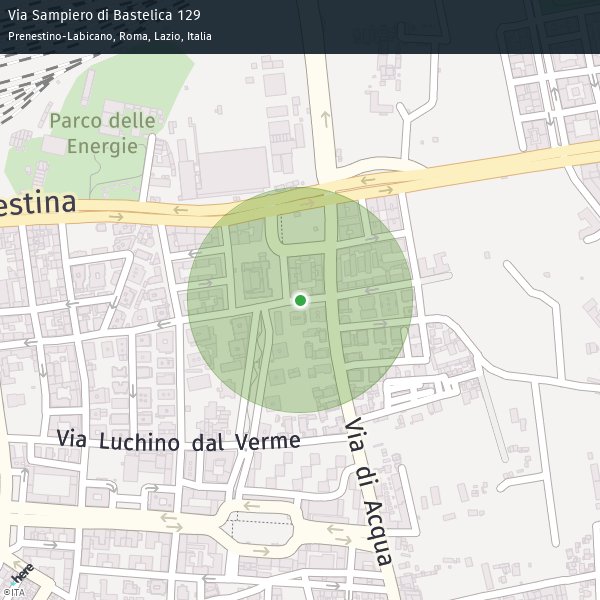 Via Sampiero di Bastelica 129
Prenestino-Labicano, Roma, Lazio, Italia
Parco delle
Energie
estina
Via Luchino dal Verme
Via di Acqua
here
©ITA